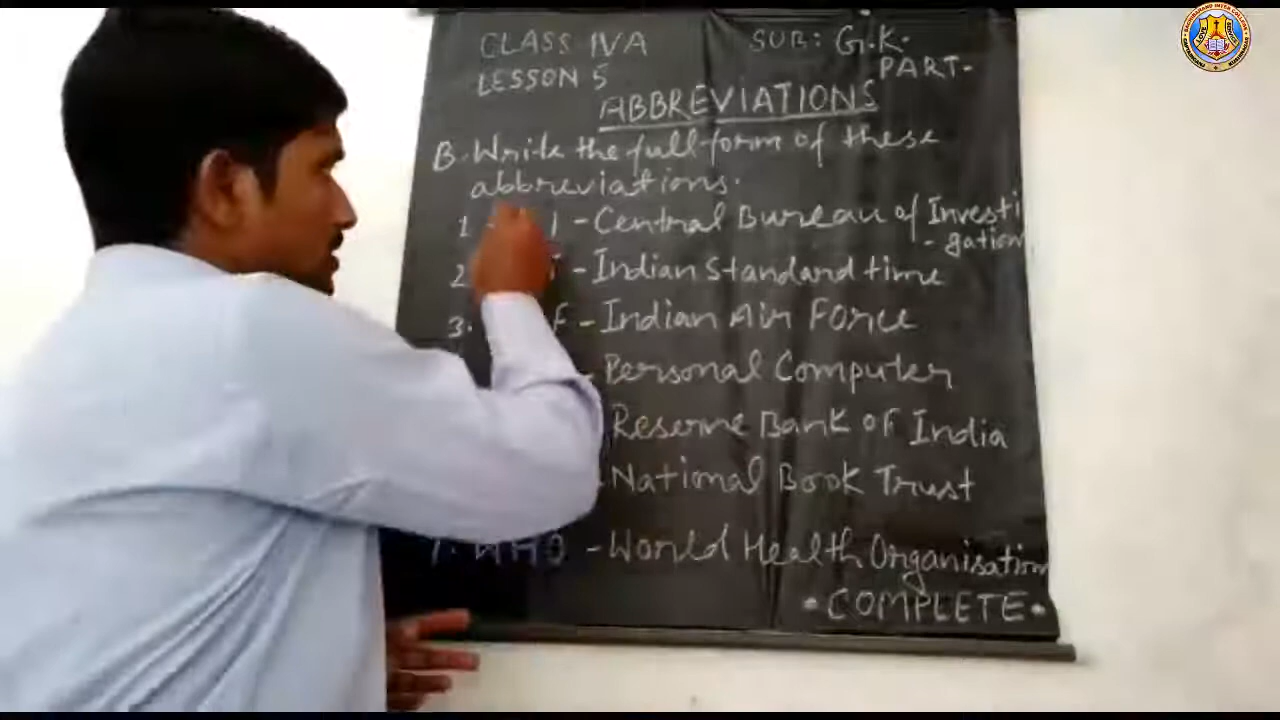 CLASS IVA
SUB: G.K.
LESSON 5
PART-
ABBREVIATIONS
B. Write the full form of these
abbreviations.
1 I - Central Bureau of Investi
- gation
2 T - Indian Standard time
3. F - Indian Air Force
- Personal Computer
Reserve Bank of India
National Book Trust
7. WHO - World Health Organisation
• COMPLETE •